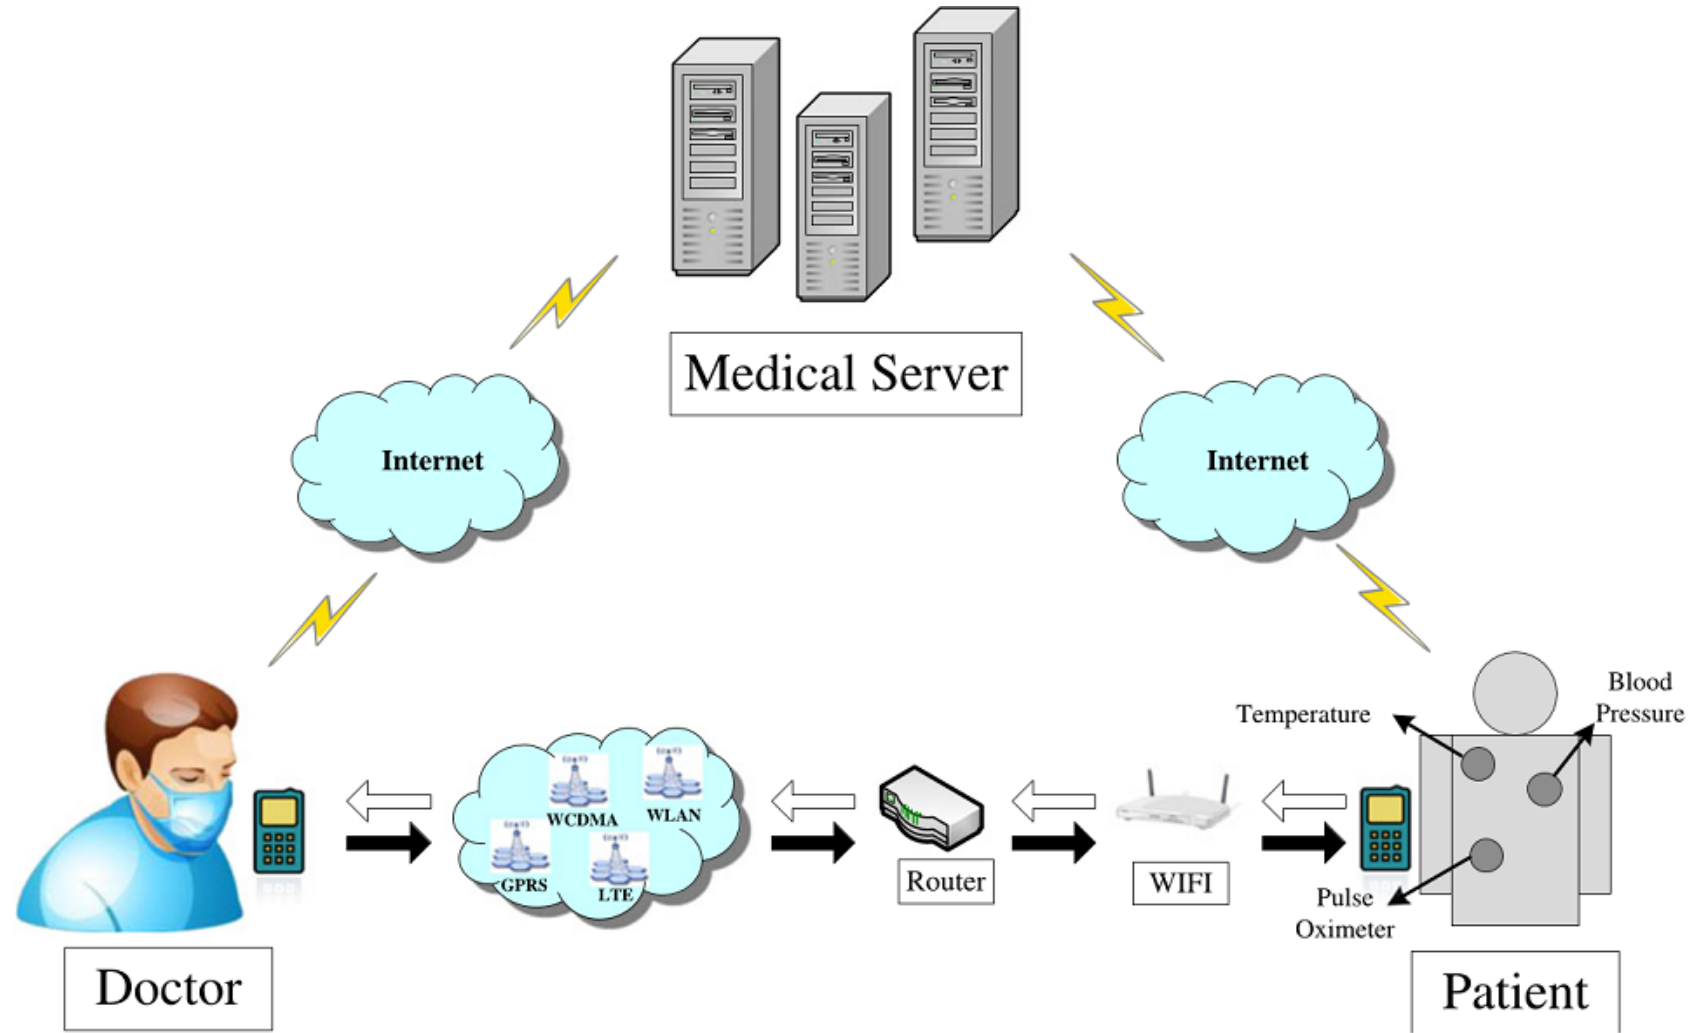 Medical Server
Internet
Internet
Blood
Pressure
Temperature
WCDMA
WLAN
GPRS
LTE
Router
WIFI
Pulse
Oximeter
Doctor
Patient